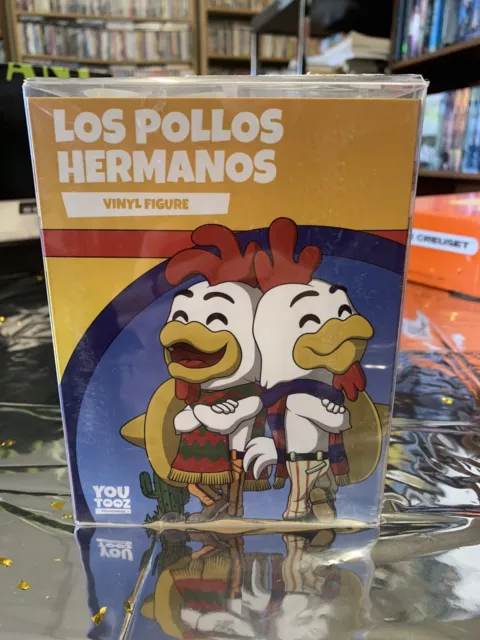 LOS POLLOS
HERMANOS
VINYL FIGURE
CREUSET
YOU
TOOZ